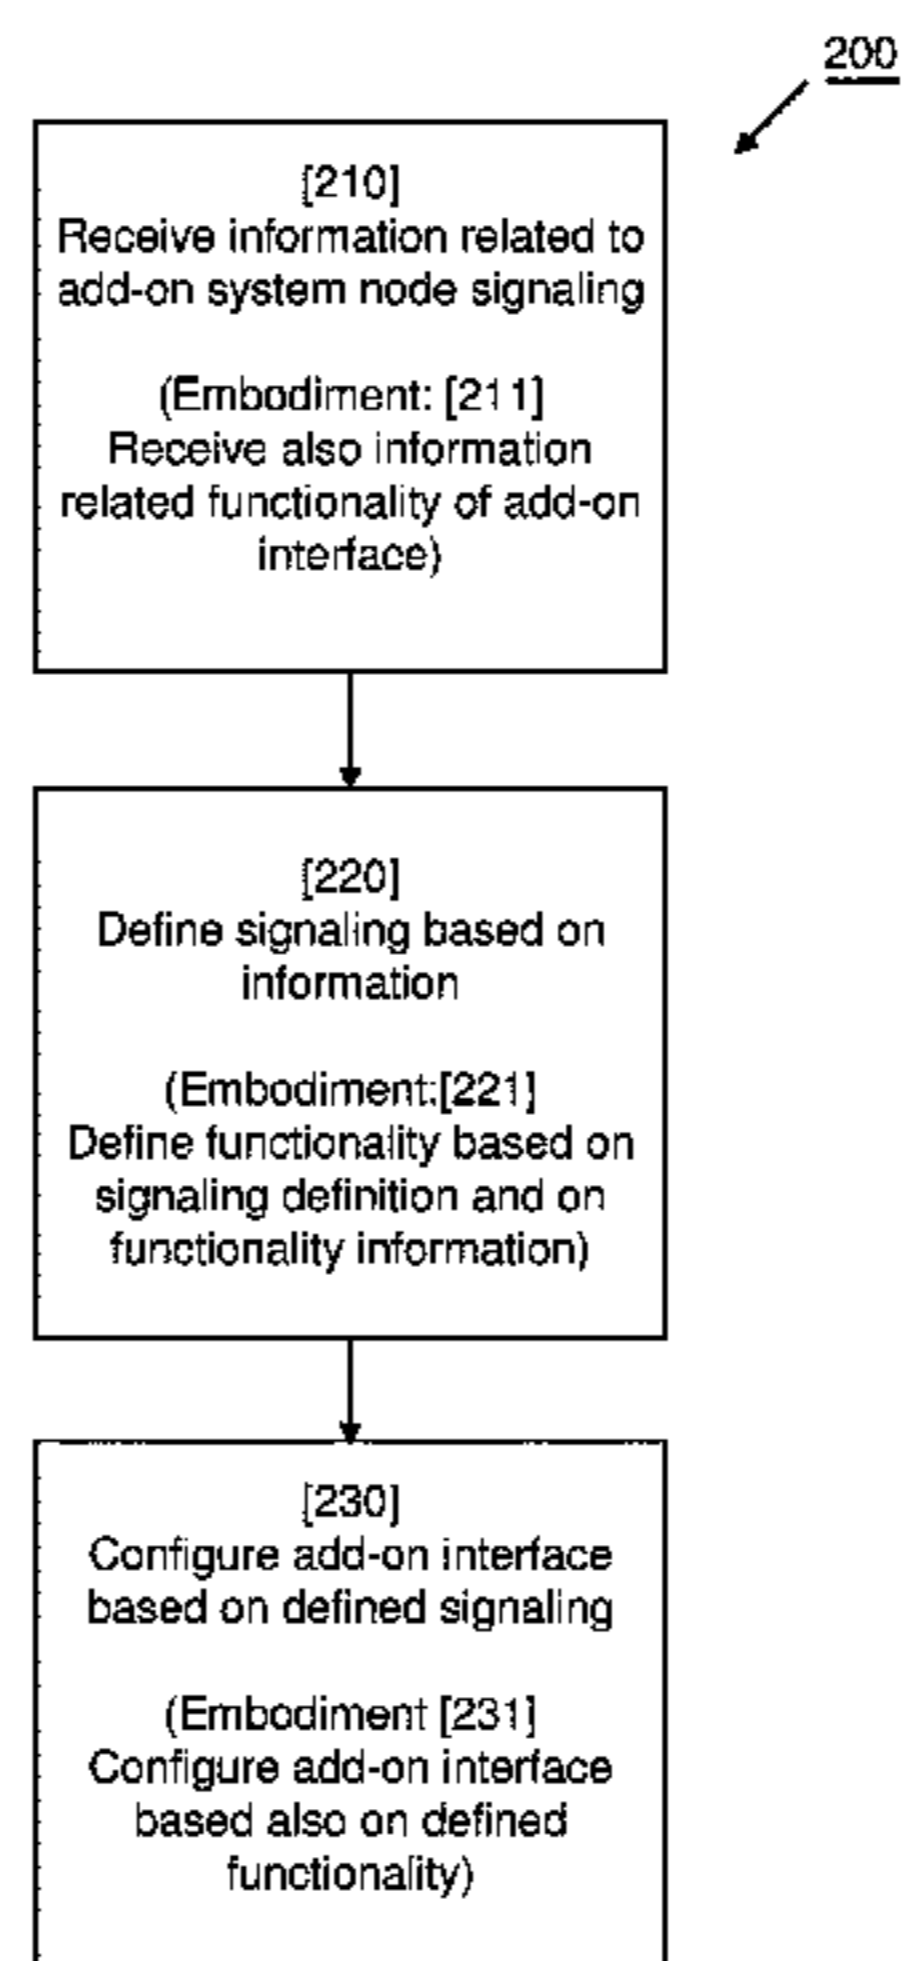 200
[210]
Receive information related to
add-on system node signaling
(Embodiment: [211]
Receive also information
related functionality of add-on
interface)
[220]
Define signaling based on
information
(Embodiment:[221]
Define functionality based on
signaling definition and on
functionality information)
[230]
Configure add-on interface
based on defined signaling
(Embodiment [231]
Configure add-on interface
based also on defined
functionality)